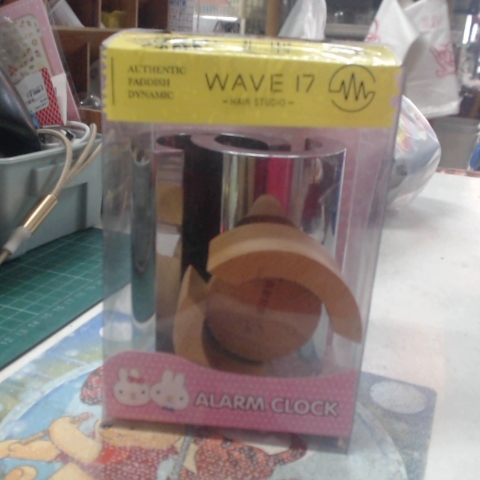 AUTHENTIC
FADDISH
DYNAMIC
WAVE 17
~HAIR STUDIO~
ALARM CLOCK